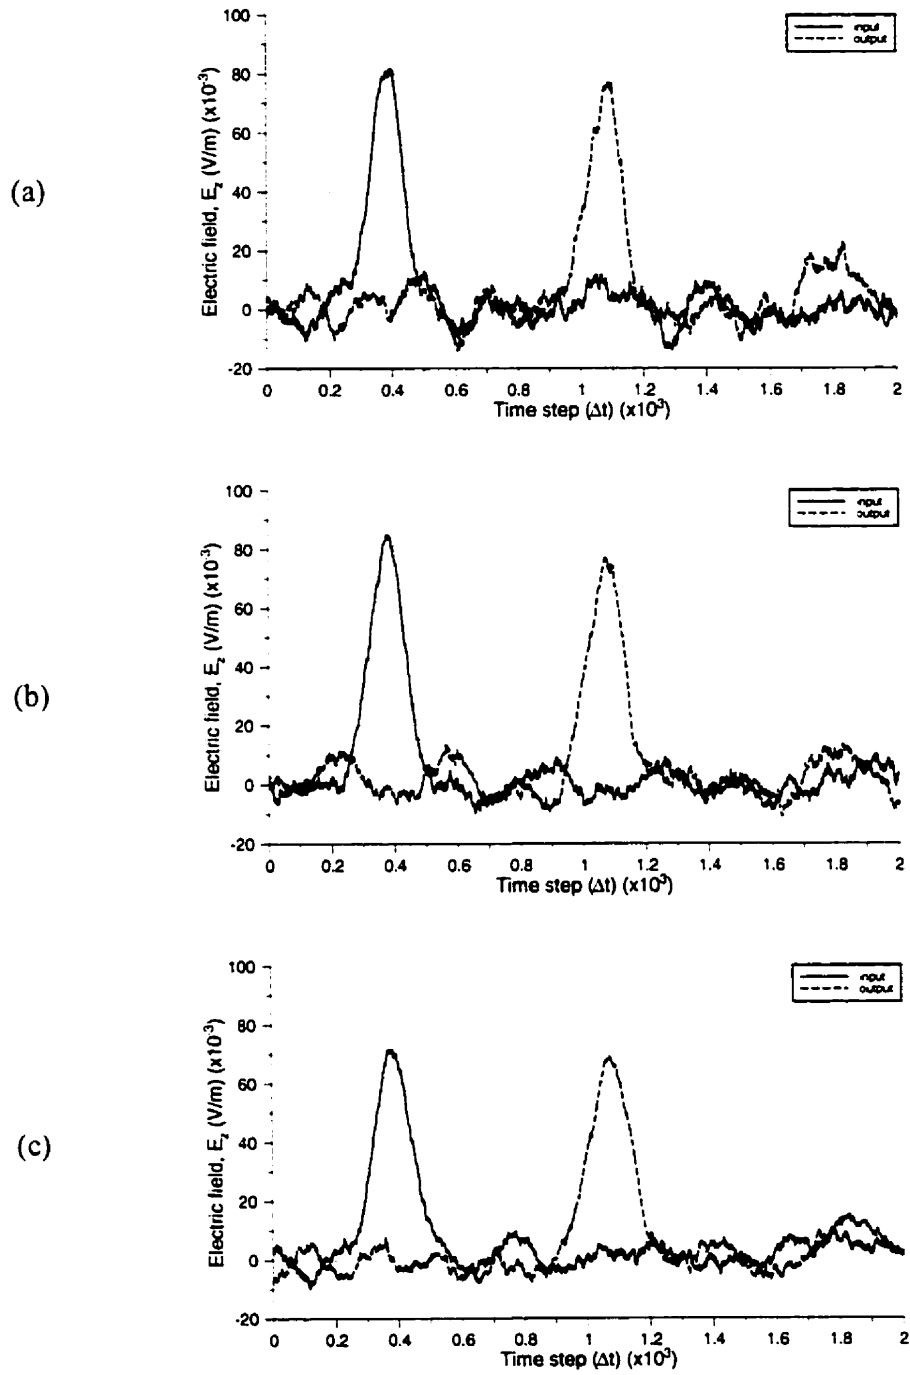 (a)
Electric field, E_z (V/m) (x10^-3)
100
80
60
40
20
0
-20
input
output
0 0.2 0.4 0.6 0.8 1 1.2 1.4 1.6 1.8 2
Time step (Δt) (x10^3)
(b)
Electric field, E_z (V/m) (x10^-3)
100
80
60
40
20
0
-20
input
output
0 0.2 0.4 0.6 0.8 1 1.2 1.4 1.6 1.8 2
Time step (Δt) (x10^3)
(c)
Electric field, E_z (V/m) (x10^-3)
100
80
60
40
20
0
-20
input
output
0 0.2 0.4 0.6 0.8 1 1.2 1.4 1.6 1.8 2
Time step (Δt) (x10^3)